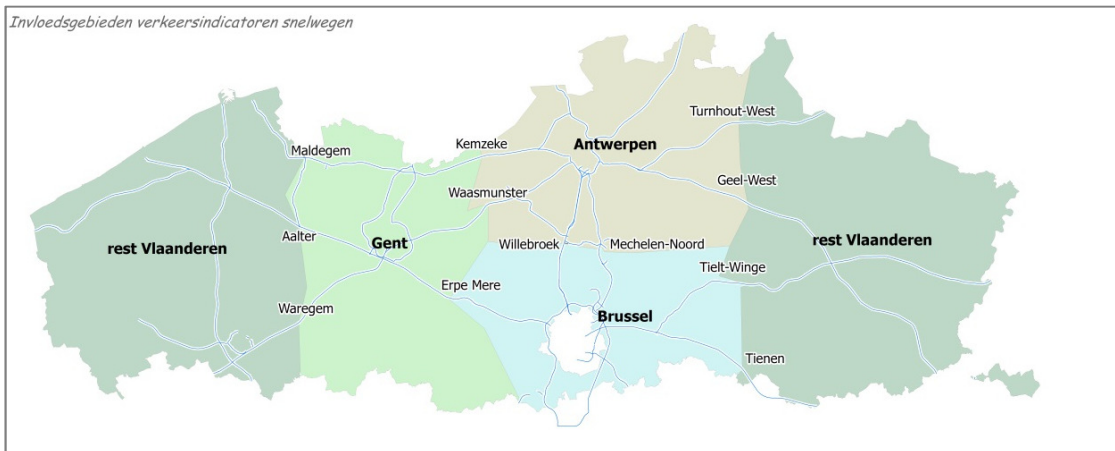 Invloedsgebieden verkeersindicatoren snelwegen
Turnhout-West
Kemzeke
Antwerpen
Maldegem
Geel-West
Waasmunster
Aalter
Gent
rest Vlaanderen
Willebroek
Mechelen-Noord
rest Vlaanderen
Tielt-Winge
Erpe Mere
Waregem
Brussel
Tienen